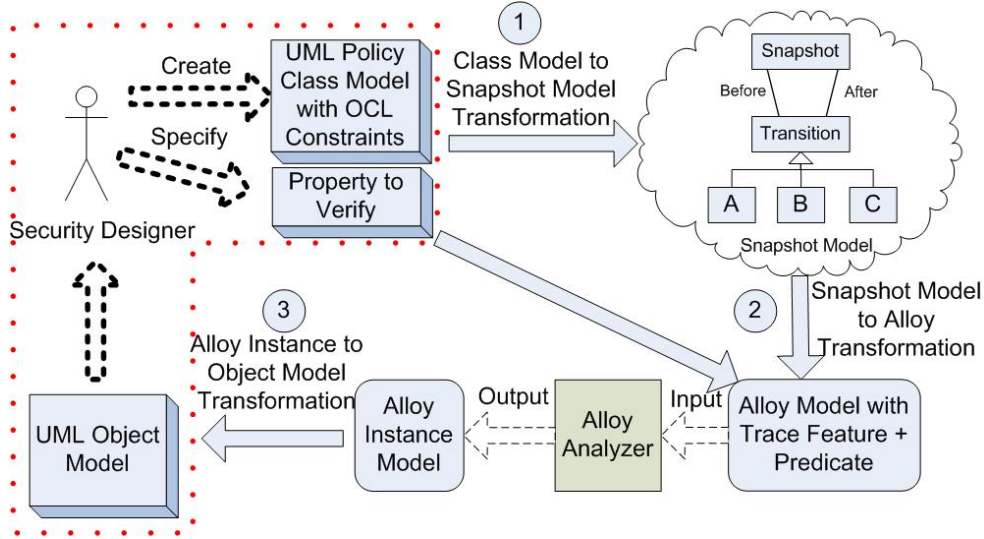 1
Create
UML Policy
Class Model
with OCL
Constraints
Class Model to
Snapshot Model
Transformation
Snapshot
Before
After
Transition
A
B
C
Snapshot Model
Specify
Property to
Verify
Security Designer
2
Snapshot Model
to Alloy
Transformation
3
Alloy Instance to
Object Model
Transformation
UML Object
Model
Alloy
Instance
Model
Output
Alloy
Analyzer
Input
Alloy Model with
Trace Feature +
Predicate